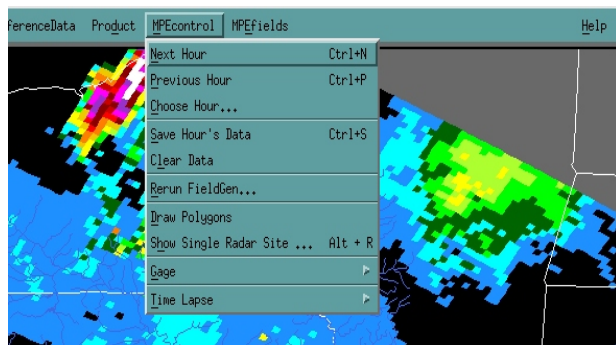 ferenceData Product MPEcontrol MPEfields Help
Next Hour Ctrl+N
Previous Hour Ctrl+P
Choose Hour...
Save Hour's Data Ctrl+S
Clear Data
Rerun FieldGen...
Draw Polygons
Show Single Radar Site ... Alt + R
Gage
Time Lapse